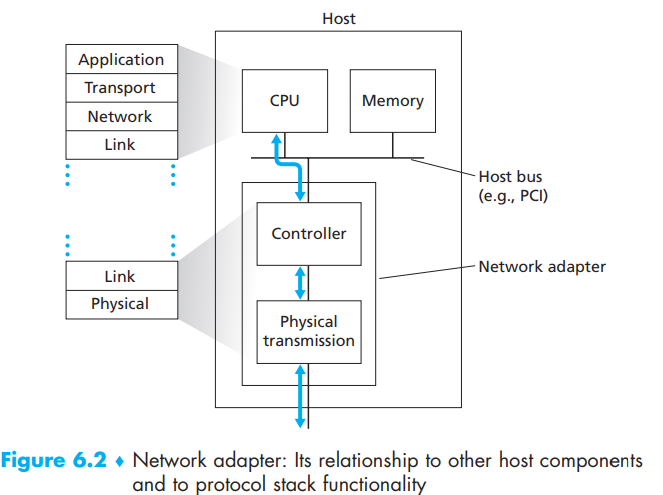 Host
Application
Transport
Network
Link
CPU
Memory
Host bus
(e.g., PCI)
Controller
Network adapter
Link
Physical
Physical
transmission
Figure 6.2 ♦ Network adapter: Its relationship to other host components
and to protocol stack functionality